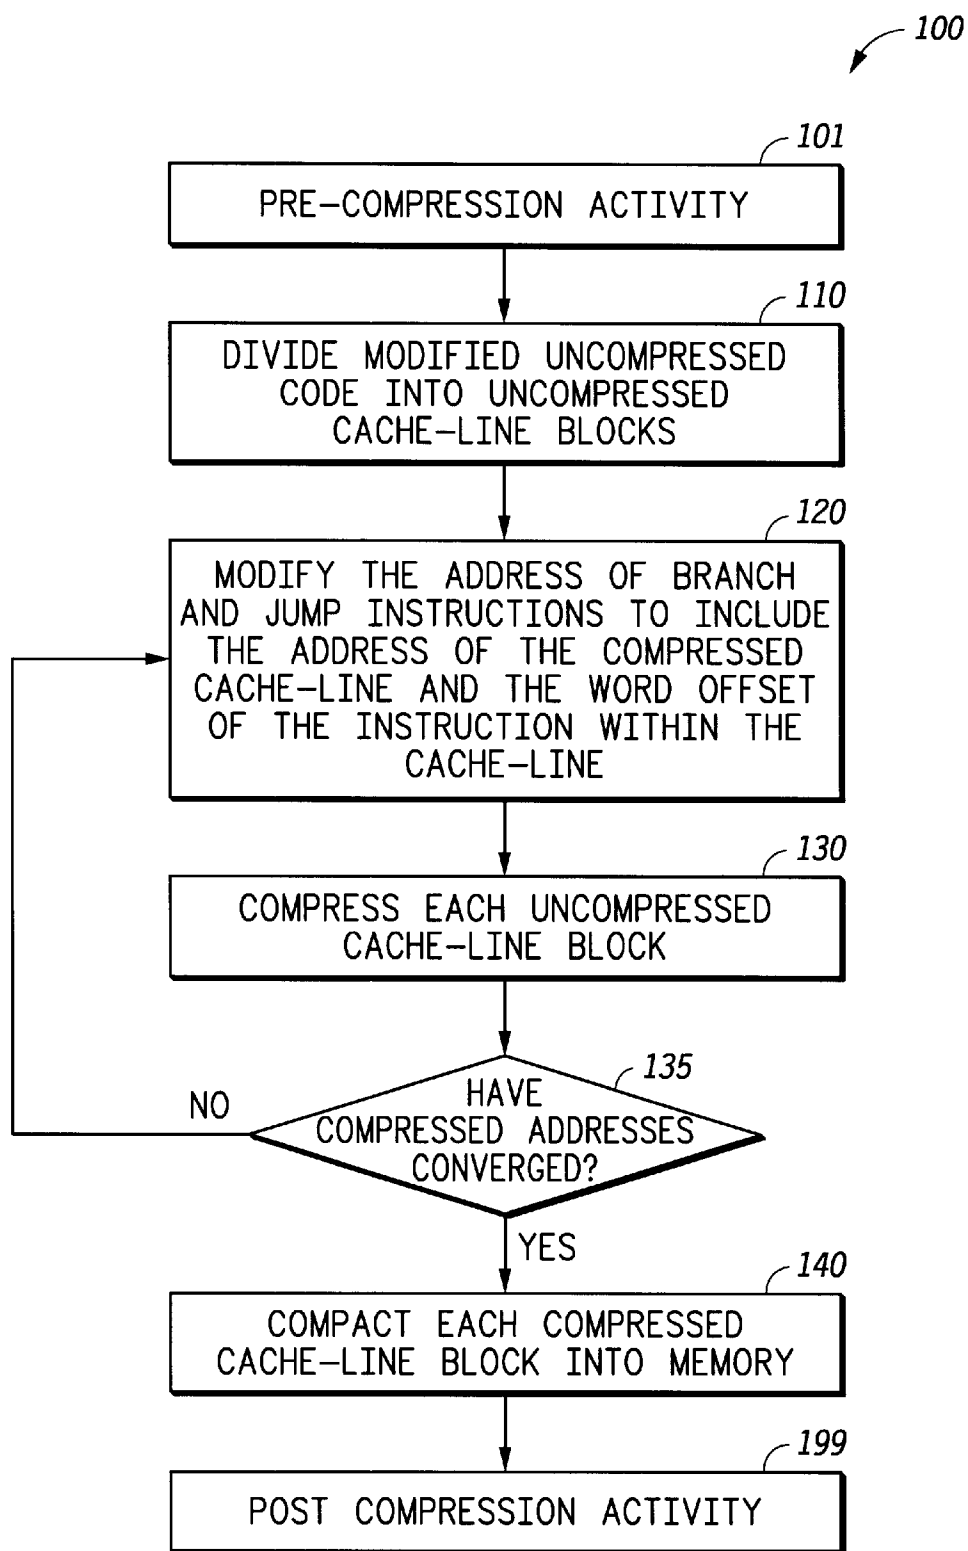 100
101
PRE-COMPRESSION ACTIVITY
110
DIVIDE MODIFIED UNCOMPRESSED
CODE INTO UNCOMPRESSED
CACHE-LINE BLOCKS
120
MODIFY THE ADDRESS OF BRANCH
AND JUMP INSTRUCTIONS TO INCLUDE
THE ADDRESS OF THE COMPRESSED
CACHE-LINE AND THE WORD OFFSET
OF THE INSTRUCTION WITHIN THE
CACHE-LINE
130
COMPRESS EACH UNCOMPRESSED
CACHE-LINE BLOCK
135
HAVE
COMPRESSED ADDRESSES
CONVERGED?
NO
YES
140
COMPACT EACH COMPRESSED
CACHE-LINE BLOCK INTO MEMORY
199
POST COMPRESSION ACTIVITY